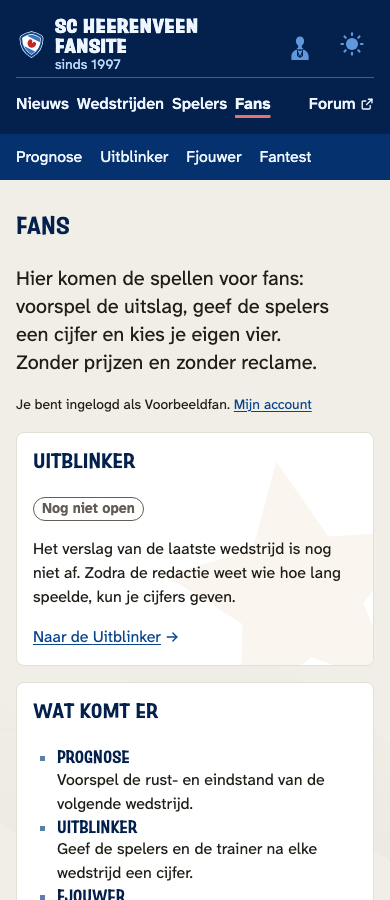 SC HEERENVEEN
FANSITE
sinds 1997
Nieuws Wedstrijden Spelers Fans Forum
Prognose Uitblinker Fjouwer Fantest
FANS
Hier komen de spellen voor fans:
voorspel de uitslag, geef de spelers
een cijfer en kies je eigen vier.
Zonder prijzen en zonder reclame.
Je bent ingelogd als Voorbeeldfan. Mijn account
UITBLINKER
Nog niet open
Het verslag van de laatste wedstrijd is nog
niet af. Zodra de redactie weet wie hoe lang
speelde, kun je cijfers geven.
Naar de Uitblinker →
WAT KOMT ER
PROGNOSE
Voorspel de rust- en eindstand van de
volgende wedstrijd.
UITBLINKER
Geef de spelers en de trainer na elke
wedstrijd een cijfer.
FJOUWER